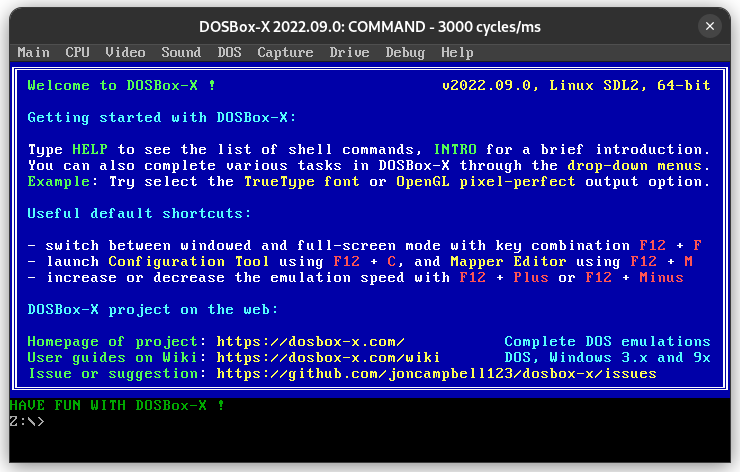 DOSBox-X 2022.09.0: COMMAND - 3000 cycles/ms
Main CPU Video Sound DOS Capture Drive Debug Help
Welcome to DOSBox-X ! v2022.09.0, Linux SDL2, 64-bit
Getting started with DOSBox-X:
Type HELP to see the list of shell commands, INTRO for a brief introduction.
You can also complete various tasks in DOSBox-X through the drop-down menus.
Example: Try select the TrueType font or OpenGL pixel-perfect output option.
Useful default shortcuts:
- switch between windowed and full-screen mode with key combination F12 + F
- launch Configuration Tool using F12 + C, and Mapper Editor using F12 + M
- increase or decrease the emulation speed with F12 + Plus or F12 + Minus
DOSBox-X project on the web:
Homepage of project: https://dosbox-x.com/ Complete DOS emulations
User guides on Wiki: https://dosbox-x.com/wiki DOS, Windows 3.x and 9x
Issue or suggestion: https://github.com/joncampbell123/dosbox-x/issues
HAVE FUN WITH DOSBox-X !
Z:\>